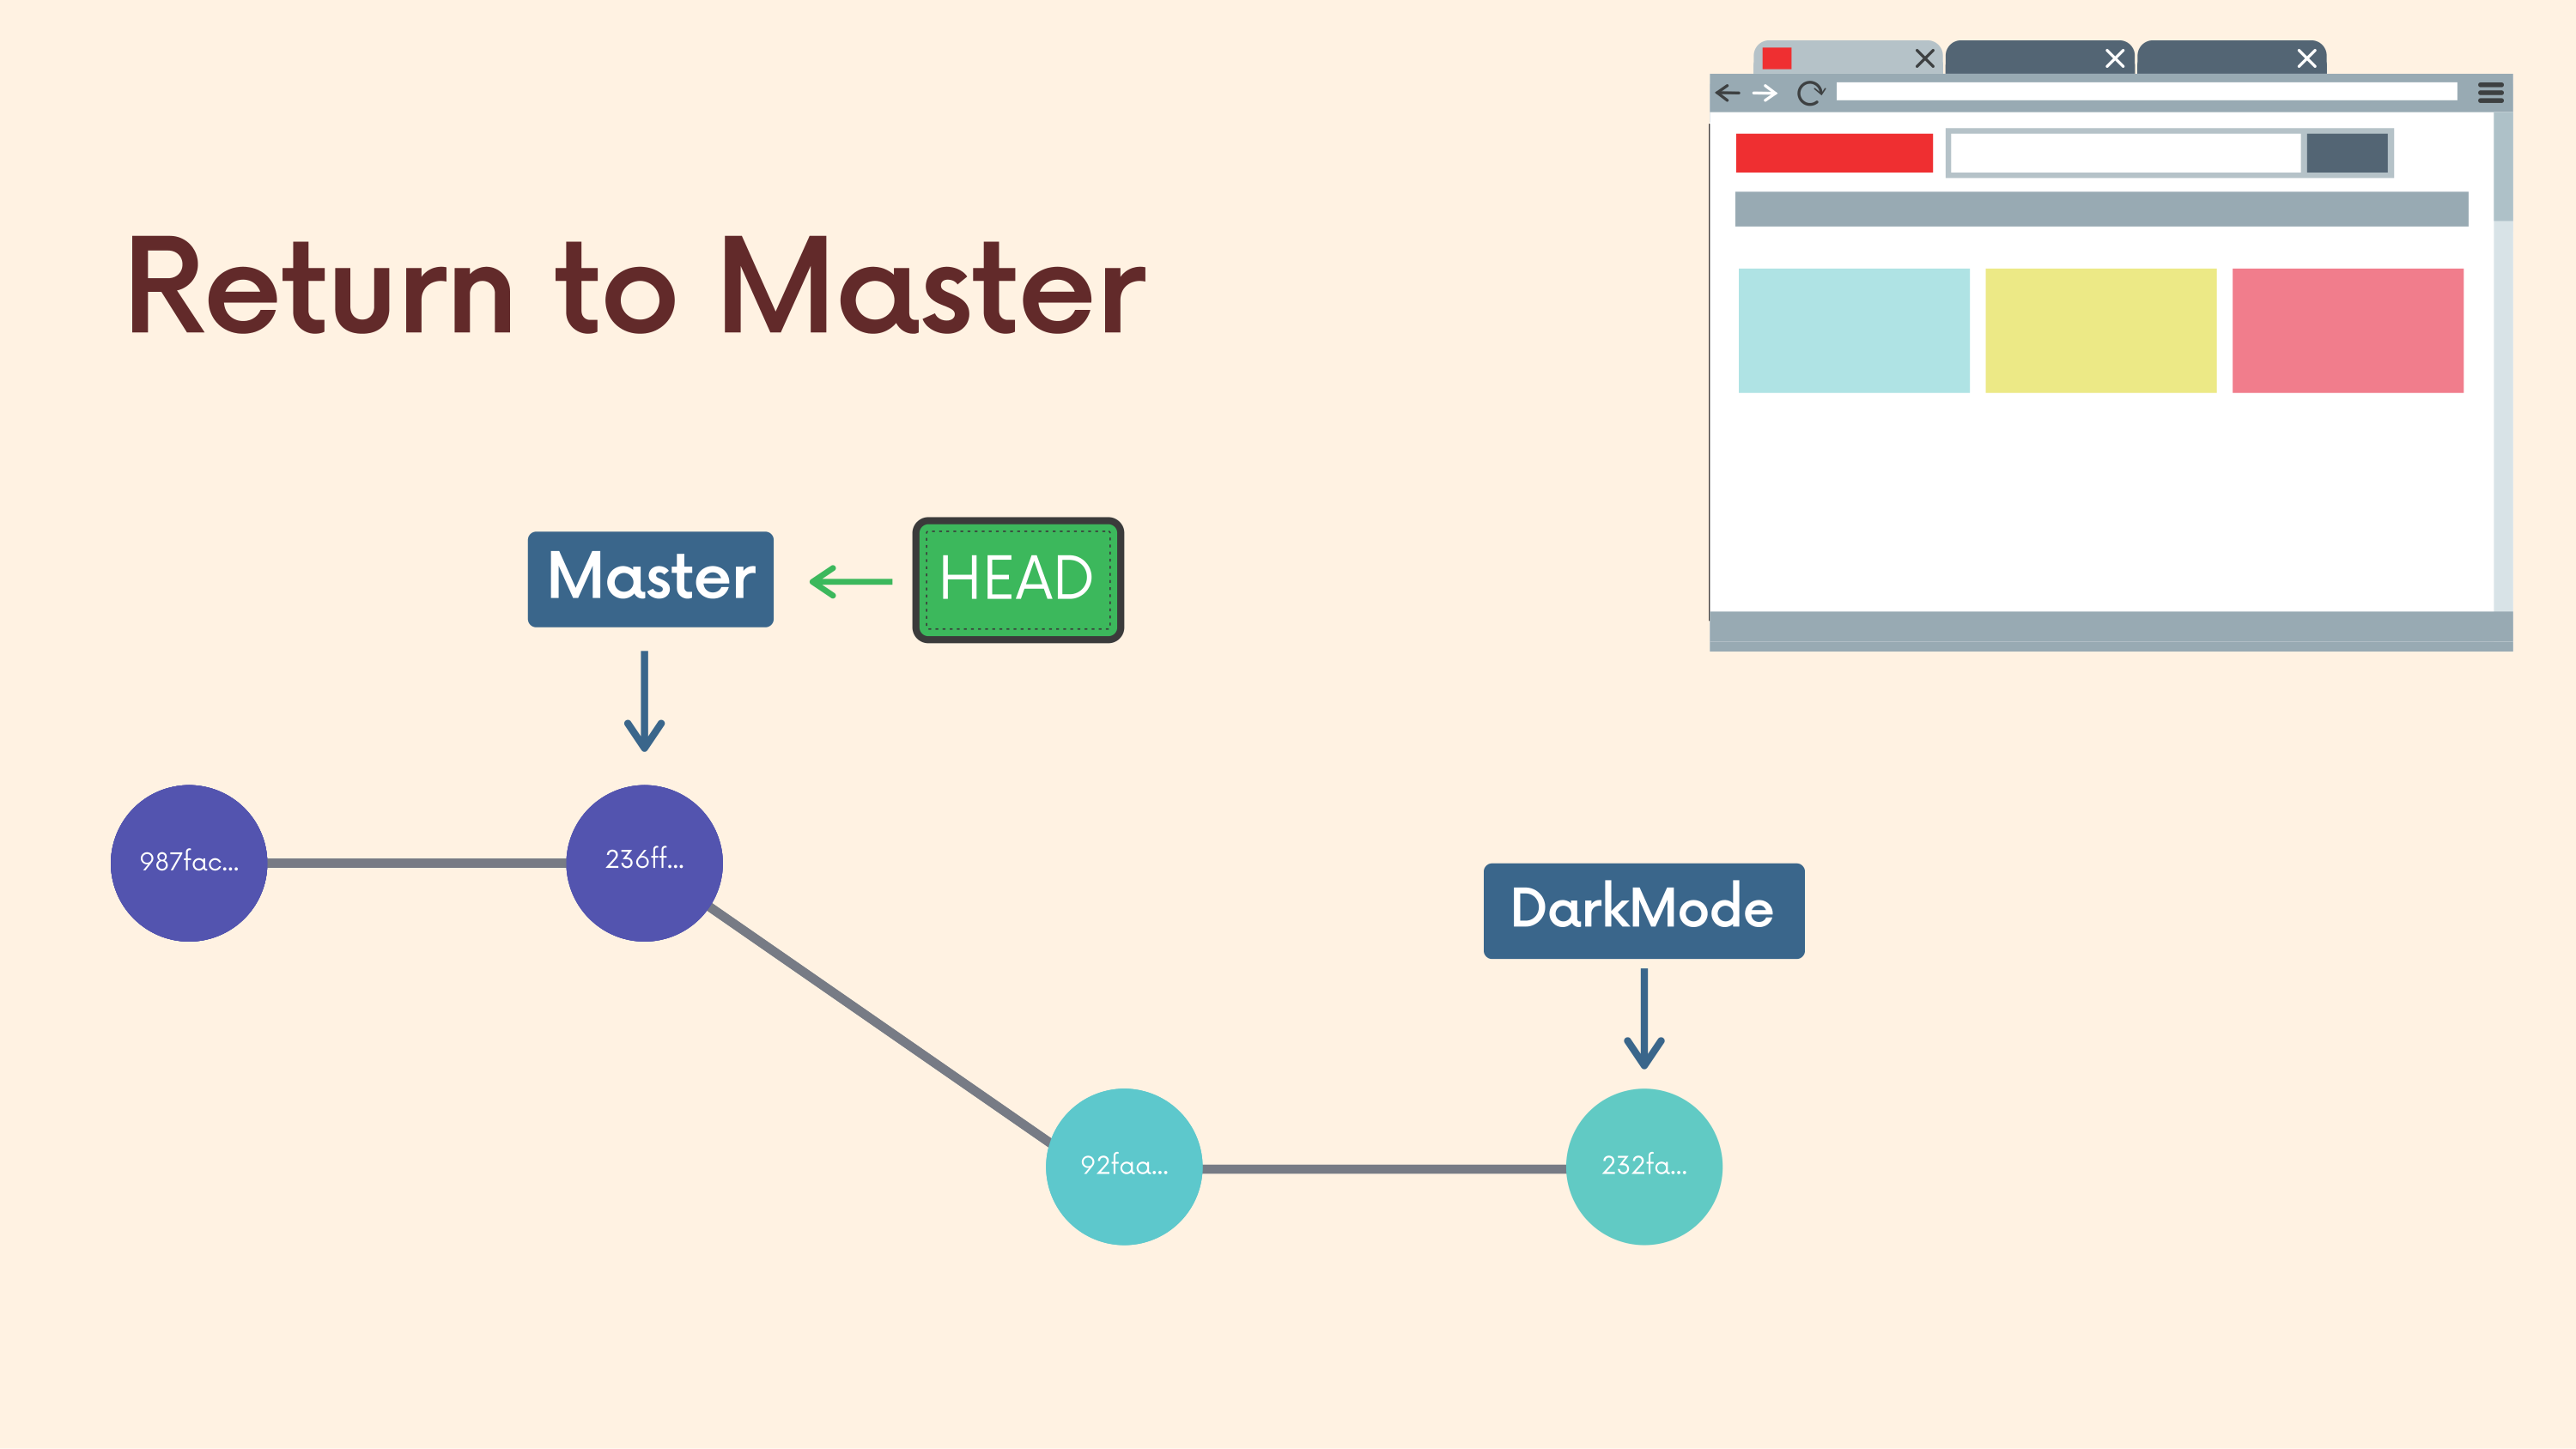 Return to Master
Master
HEAD
987fac...
236ff...
DarkMode
92faa...
232fa...